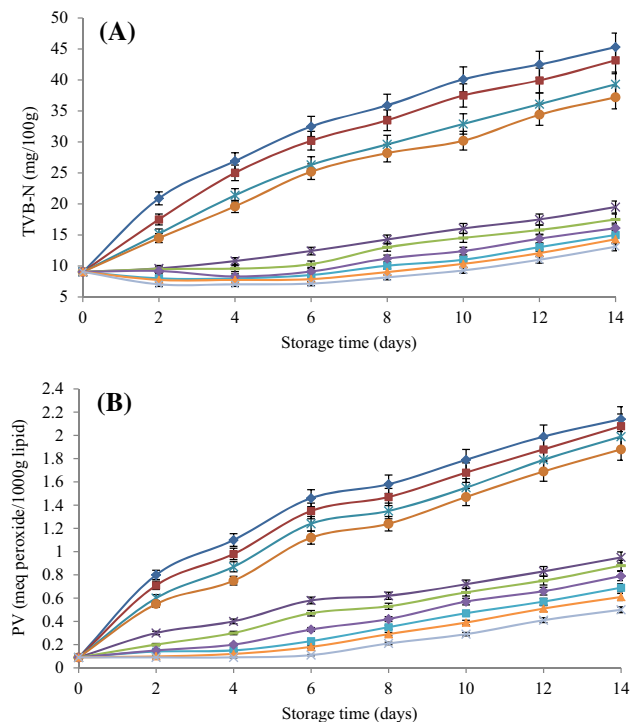 (A)
TVB-N (mg/100g)
50
45
40
35
30
25
20
15
10
5
0 2 4 6 8 10 12 14
Storage time (days)
(B)
PV (meq peroxide/1000g lipid)
2.4
2.2
2
1.8
1.6
1.4
1.2
1
0.8
0.6
0.4
0.2
0
0 2 4 6 8 10 12 14
Storage time (days)